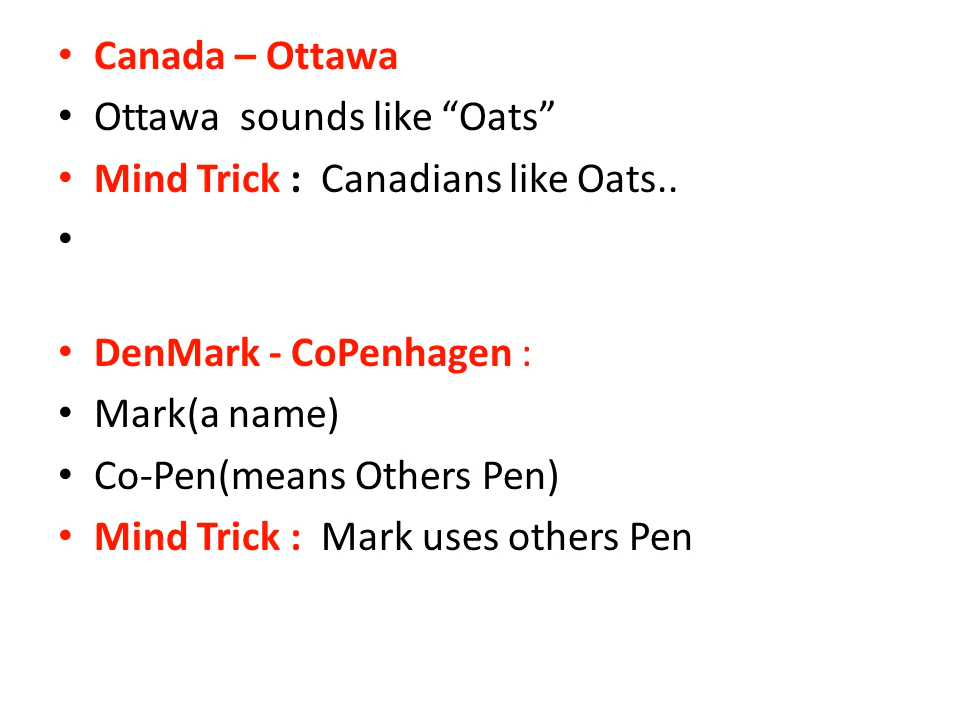 • Canada – Ottawa
• Ottawa  sounds like “Oats”
• Mind Trick :  Canadians like Oats..
•
• DenMark - CoPenhagen :
• Mark(a name)
• Co-Pen(means Others Pen)
• Mind Trick :  Mark uses others Pen